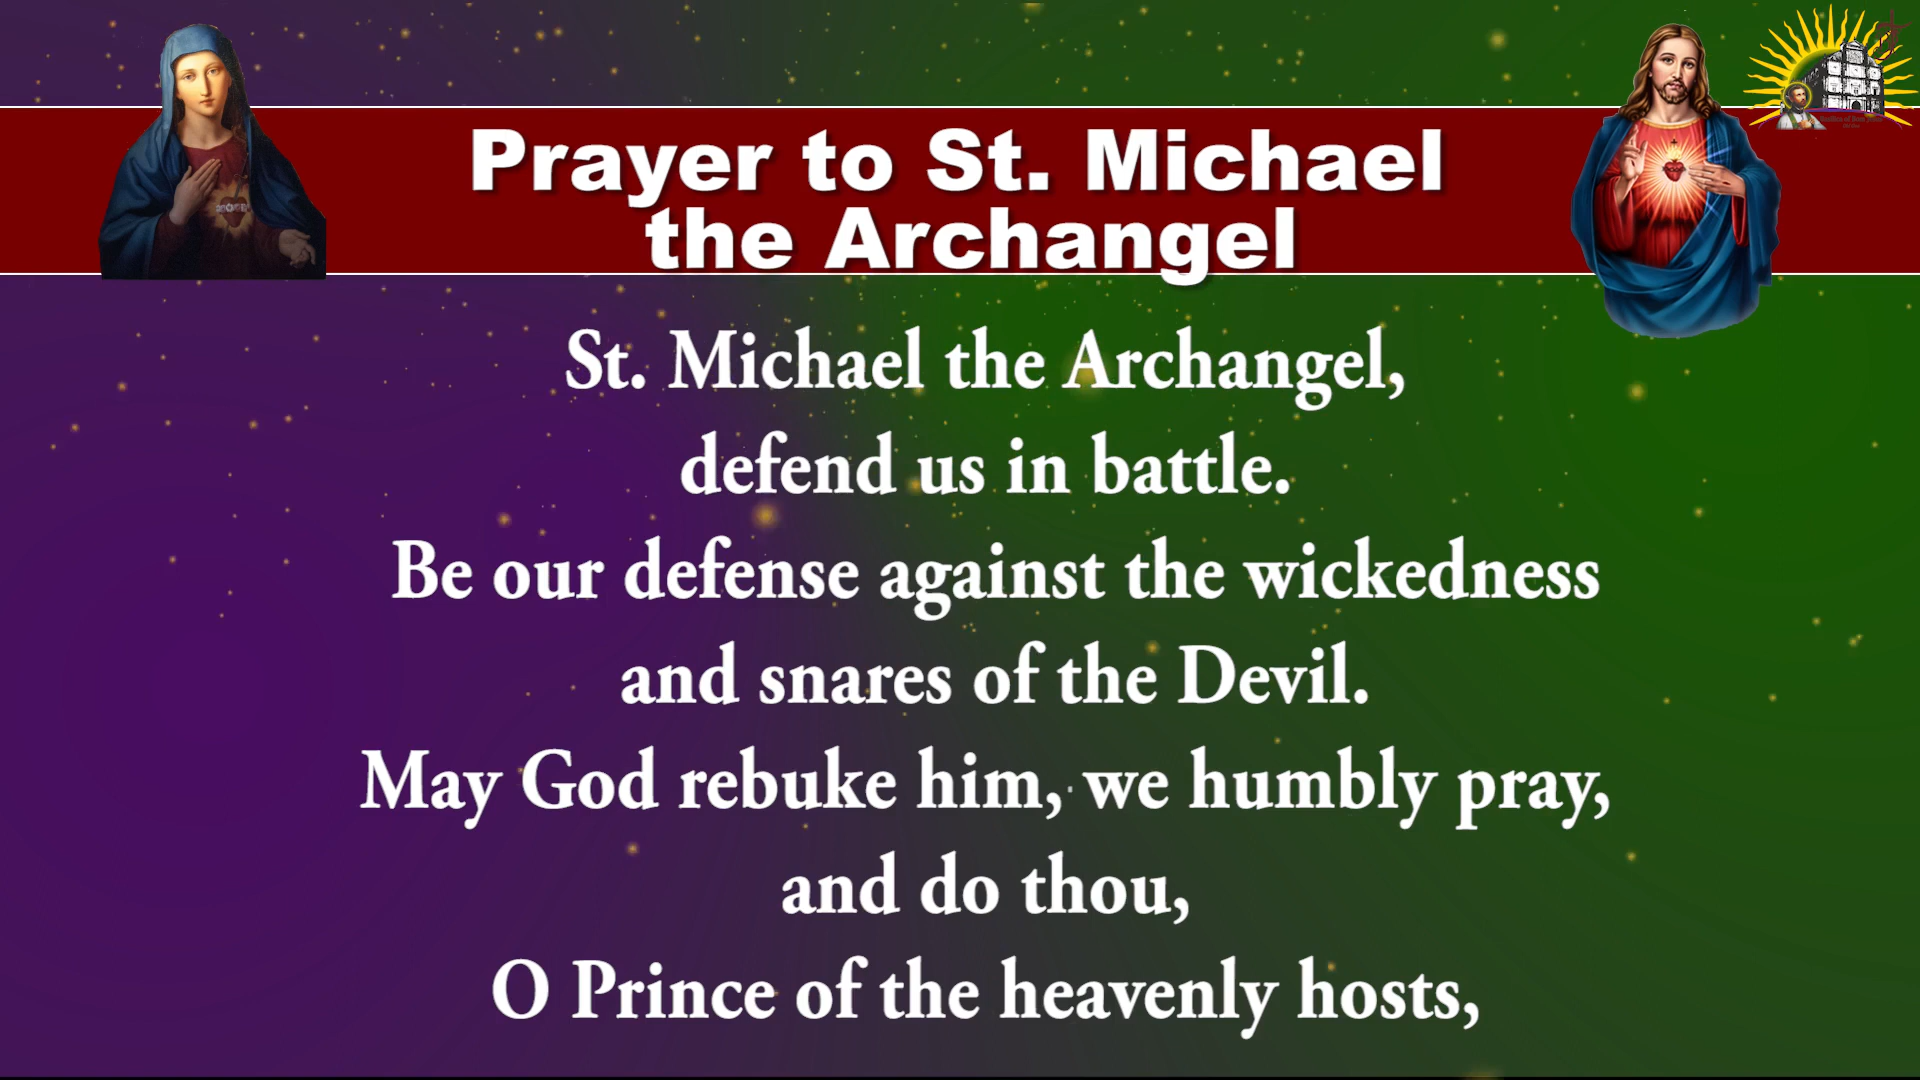 Prayer to St. Michael
the Archangel
St. Michael the Archangel,
defend us in battle.
Be our defense against the wickedness
and snares of the Devil.
May God rebuke him, we humbly pray,
and do thou,
O Prince of the heavenly hosts,